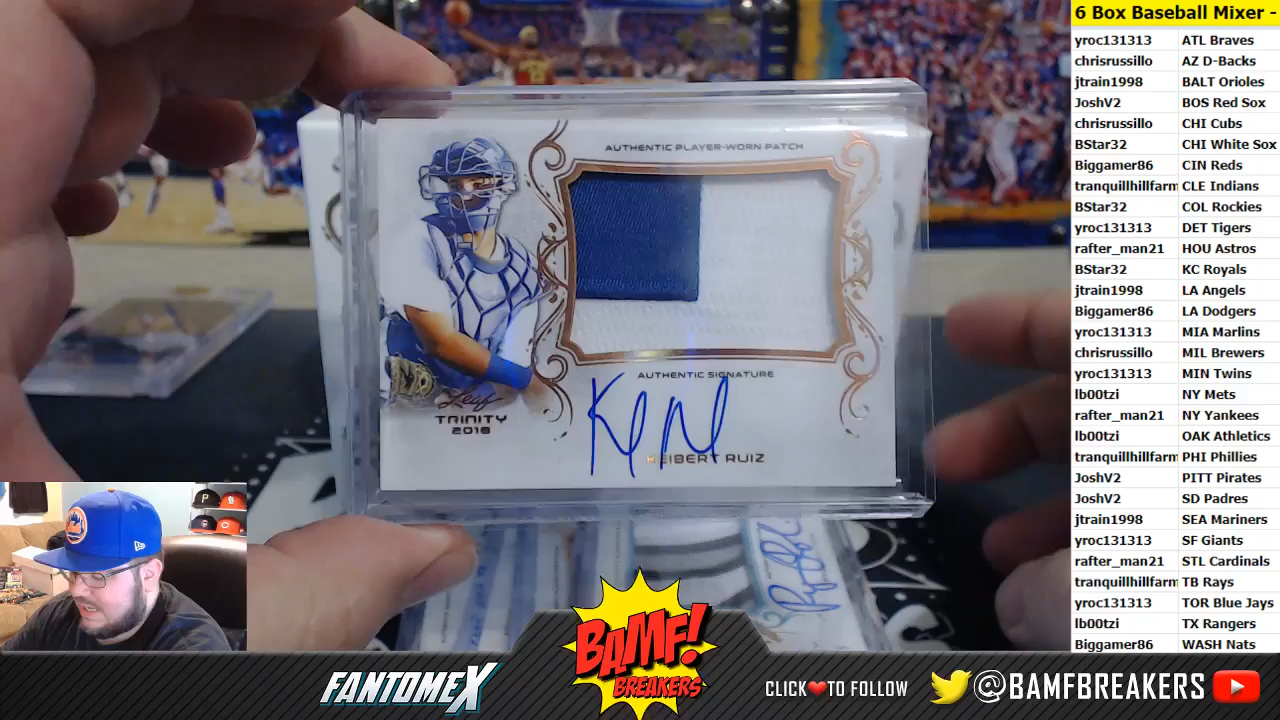 AUTHENTIC PLAYER-WORN PATCH
AUTHENTIC SIGNATURE
KEIBERT RUIZ
Leaf
TRINITY
2018
6 Box Baseball Mixer -
yroc131313 ATL Braves
chrisrussillo AZ D-Backs
jtrain1998 BALT Orioles
JoshV2 BOS Red Sox
chrisrussillo CHI Cubs
BStar32 CHI White Sox
Biggamer86 CIN Reds
tranquillhillfarm CLE Indians
BStar32 COL Rockies
yroc131313 DET Tigers
rafter_man21 HOU Astros
BStar32 KC Royals
jtrain1998 LA Angels
Biggamer86 LA Dodgers
yroc131313 MIA Marlins
chrisrussillo MIL Brewers
yroc131313 MIN Twins
lb00tzi NY Mets
rafter_man21 NY Yankees
lb00tzi OAK Athletics
tranquillhillfarm PHI Phillies
JoshV2 PITT Pirates
JoshV2 SD Padres
jtrain1998 SEA Mariners
yroc131313 SF Giants
rafter_man21 STL Cardinals
tranquillhillfarm TB Rays
yroc131313 TOR Blue Jays
lb00tzi TX Rangers
Biggamer86 WASH Nats
FANTOMEX
BAMF!
BREAKERS
CLICK❤TO FOLLOW
@BAMFBREAKERS